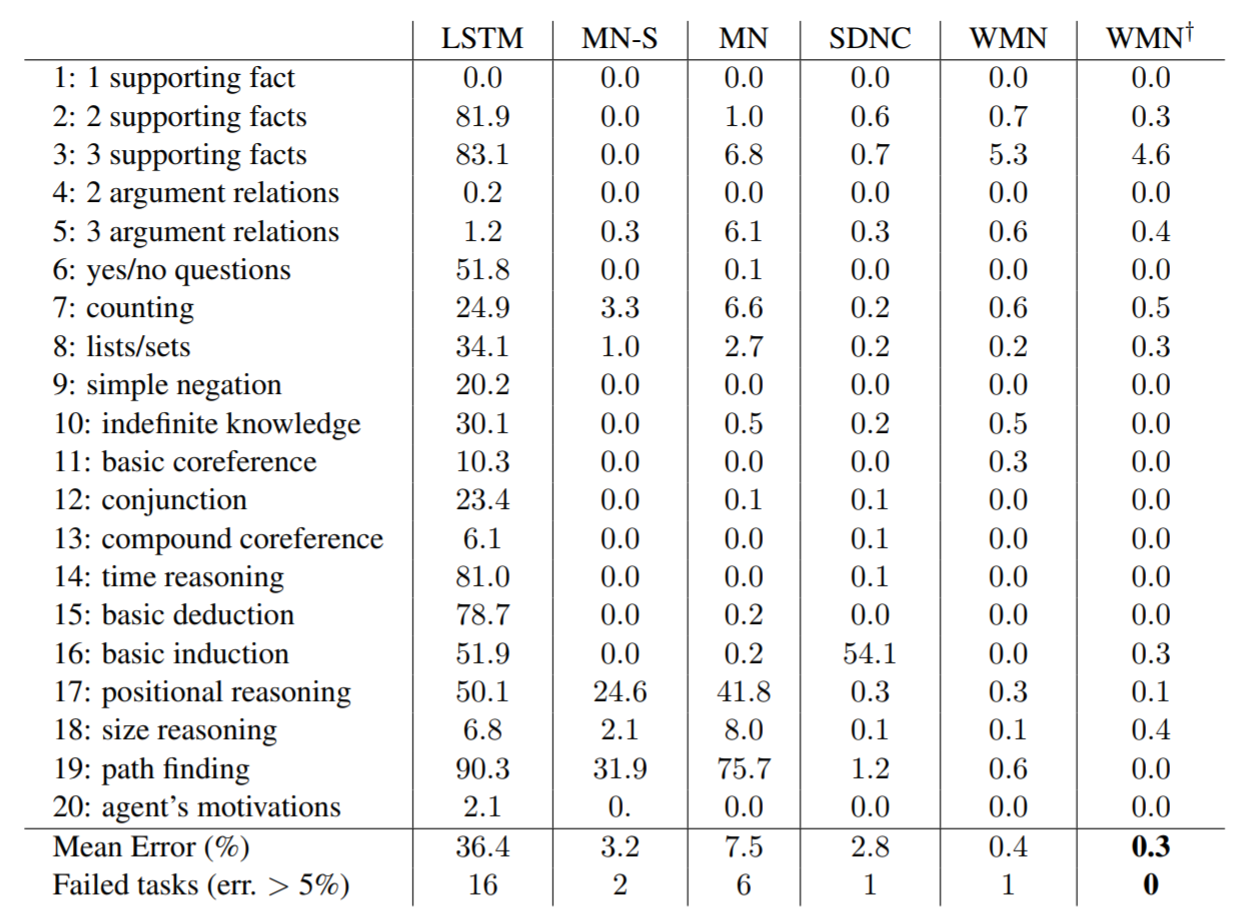 LSTM MN-S MN SDNC WMN WMN†
1: 1 supporting fact 0.0 0.0 0.0 0.0 0.0 0.0
2: 2 supporting facts 81.9 0.0 1.0 0.6 0.7 0.3
3: 3 supporting facts 83.1 0.0 6.8 0.7 5.3 4.6
4: 2 argument relations 0.2 0.0 0.0 0.0 0.0 0.0
5: 3 argument relations 1.2 0.3 6.1 0.3 0.6 0.4
6: yes/no questions 51.8 0.0 0.1 0.0 0.0 0.0
7: counting 24.9 3.3 6.6 0.2 0.6 0.5
8: lists/sets 34.1 1.0 2.7 0.2 0.2 0.3
9: simple negation 20.2 0.0 0.0 0.0 0.0 0.0
10: indefinite knowledge 30.1 0.0 0.5 0.2 0.5 0.0
11: basic coreference 10.3 0.0 0.0 0.0 0.3 0.0
12: conjunction 23.4 0.0 0.1 0.1 0.0 0.0
13: compound coreference 6.1 0.0 0.0 0.1 0.0 0.0
14: time reasoning 81.0 0.0 0.0 0.1 0.0 0.0
15: basic deduction 78.7 0.0 0.2 0.0 0.0 0.0
16: basic induction 51.9 0.0 0.2 54.1 0.0 0.3
17: positional reasoning 50.1 24.6 41.8 0.3 0.3 0.1
18: size reasoning 6.8 2.1 8.0 0.1 0.1 0.4
19: path finding 90.3 31.9 75.7 1.2 0.6 0.0
20: agent's motivations 2.1 0. 0.0 0.0 0.0 0.0
Mean Error (%) 36.4 3.2 7.5 2.8 0.4 0.3
Failed tasks (err. > 5%) 16 2 6 1 1 0